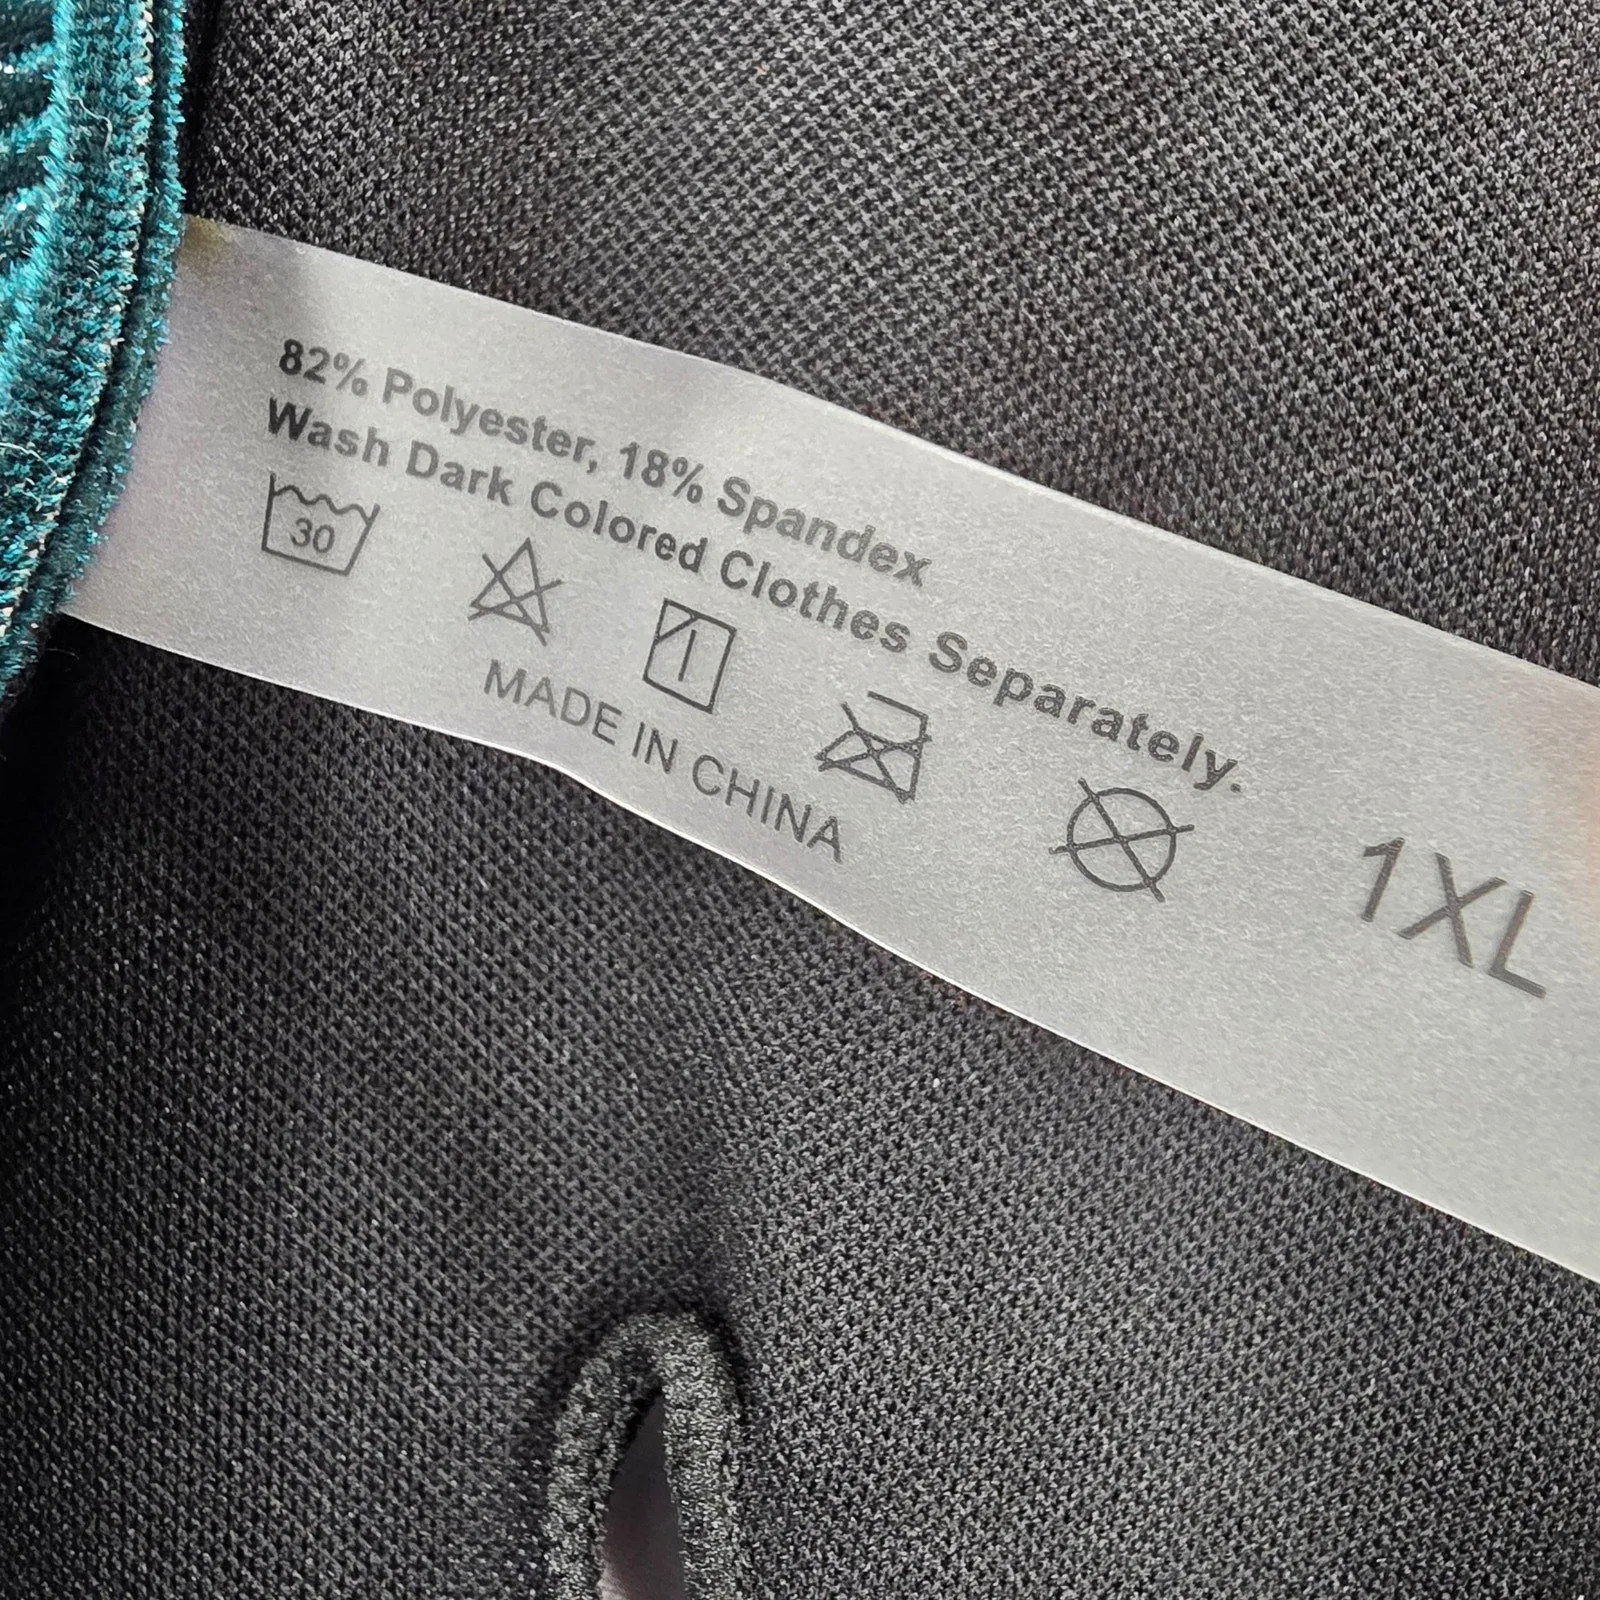 82% Polyester, 18% Spandex
Wash Dark Colored Clothes Separately.
30
MADE IN CHINA
1XL